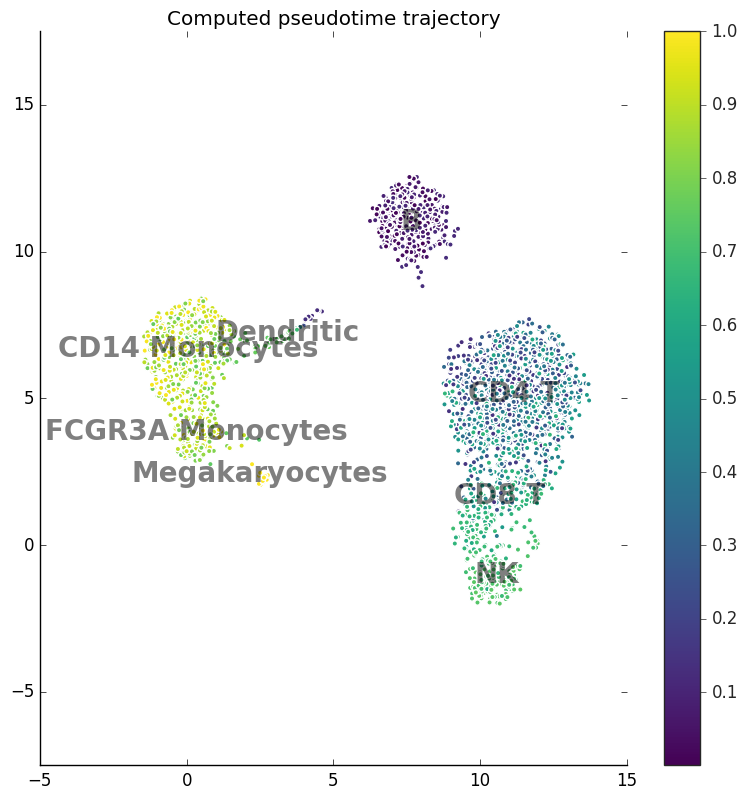 Computed pseudotime trajectory
1.0
0.9
0.8
0.7
0.6
0.5
0.4
0.3
0.2
0.1
15
10
5
0
−5
−5
0
5
10
15
B
Dendritic
CD14 Monocytes
CD4 T
FCGR3A Monocytes
Megakaryocytes
CD8 T
NK